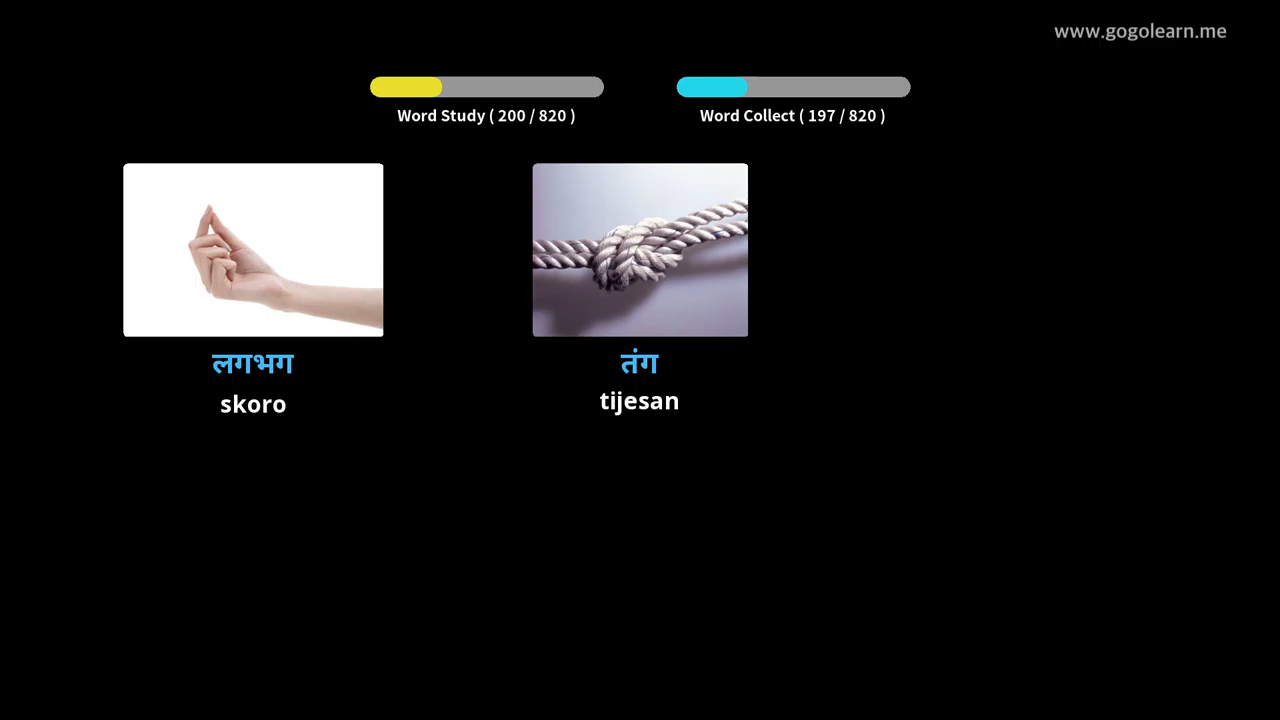 www.gogolearn.me
Word Study ( 200 / 820 )
Word Collect ( 197 / 820 )
लगभग
skoro
तंग
tijesan